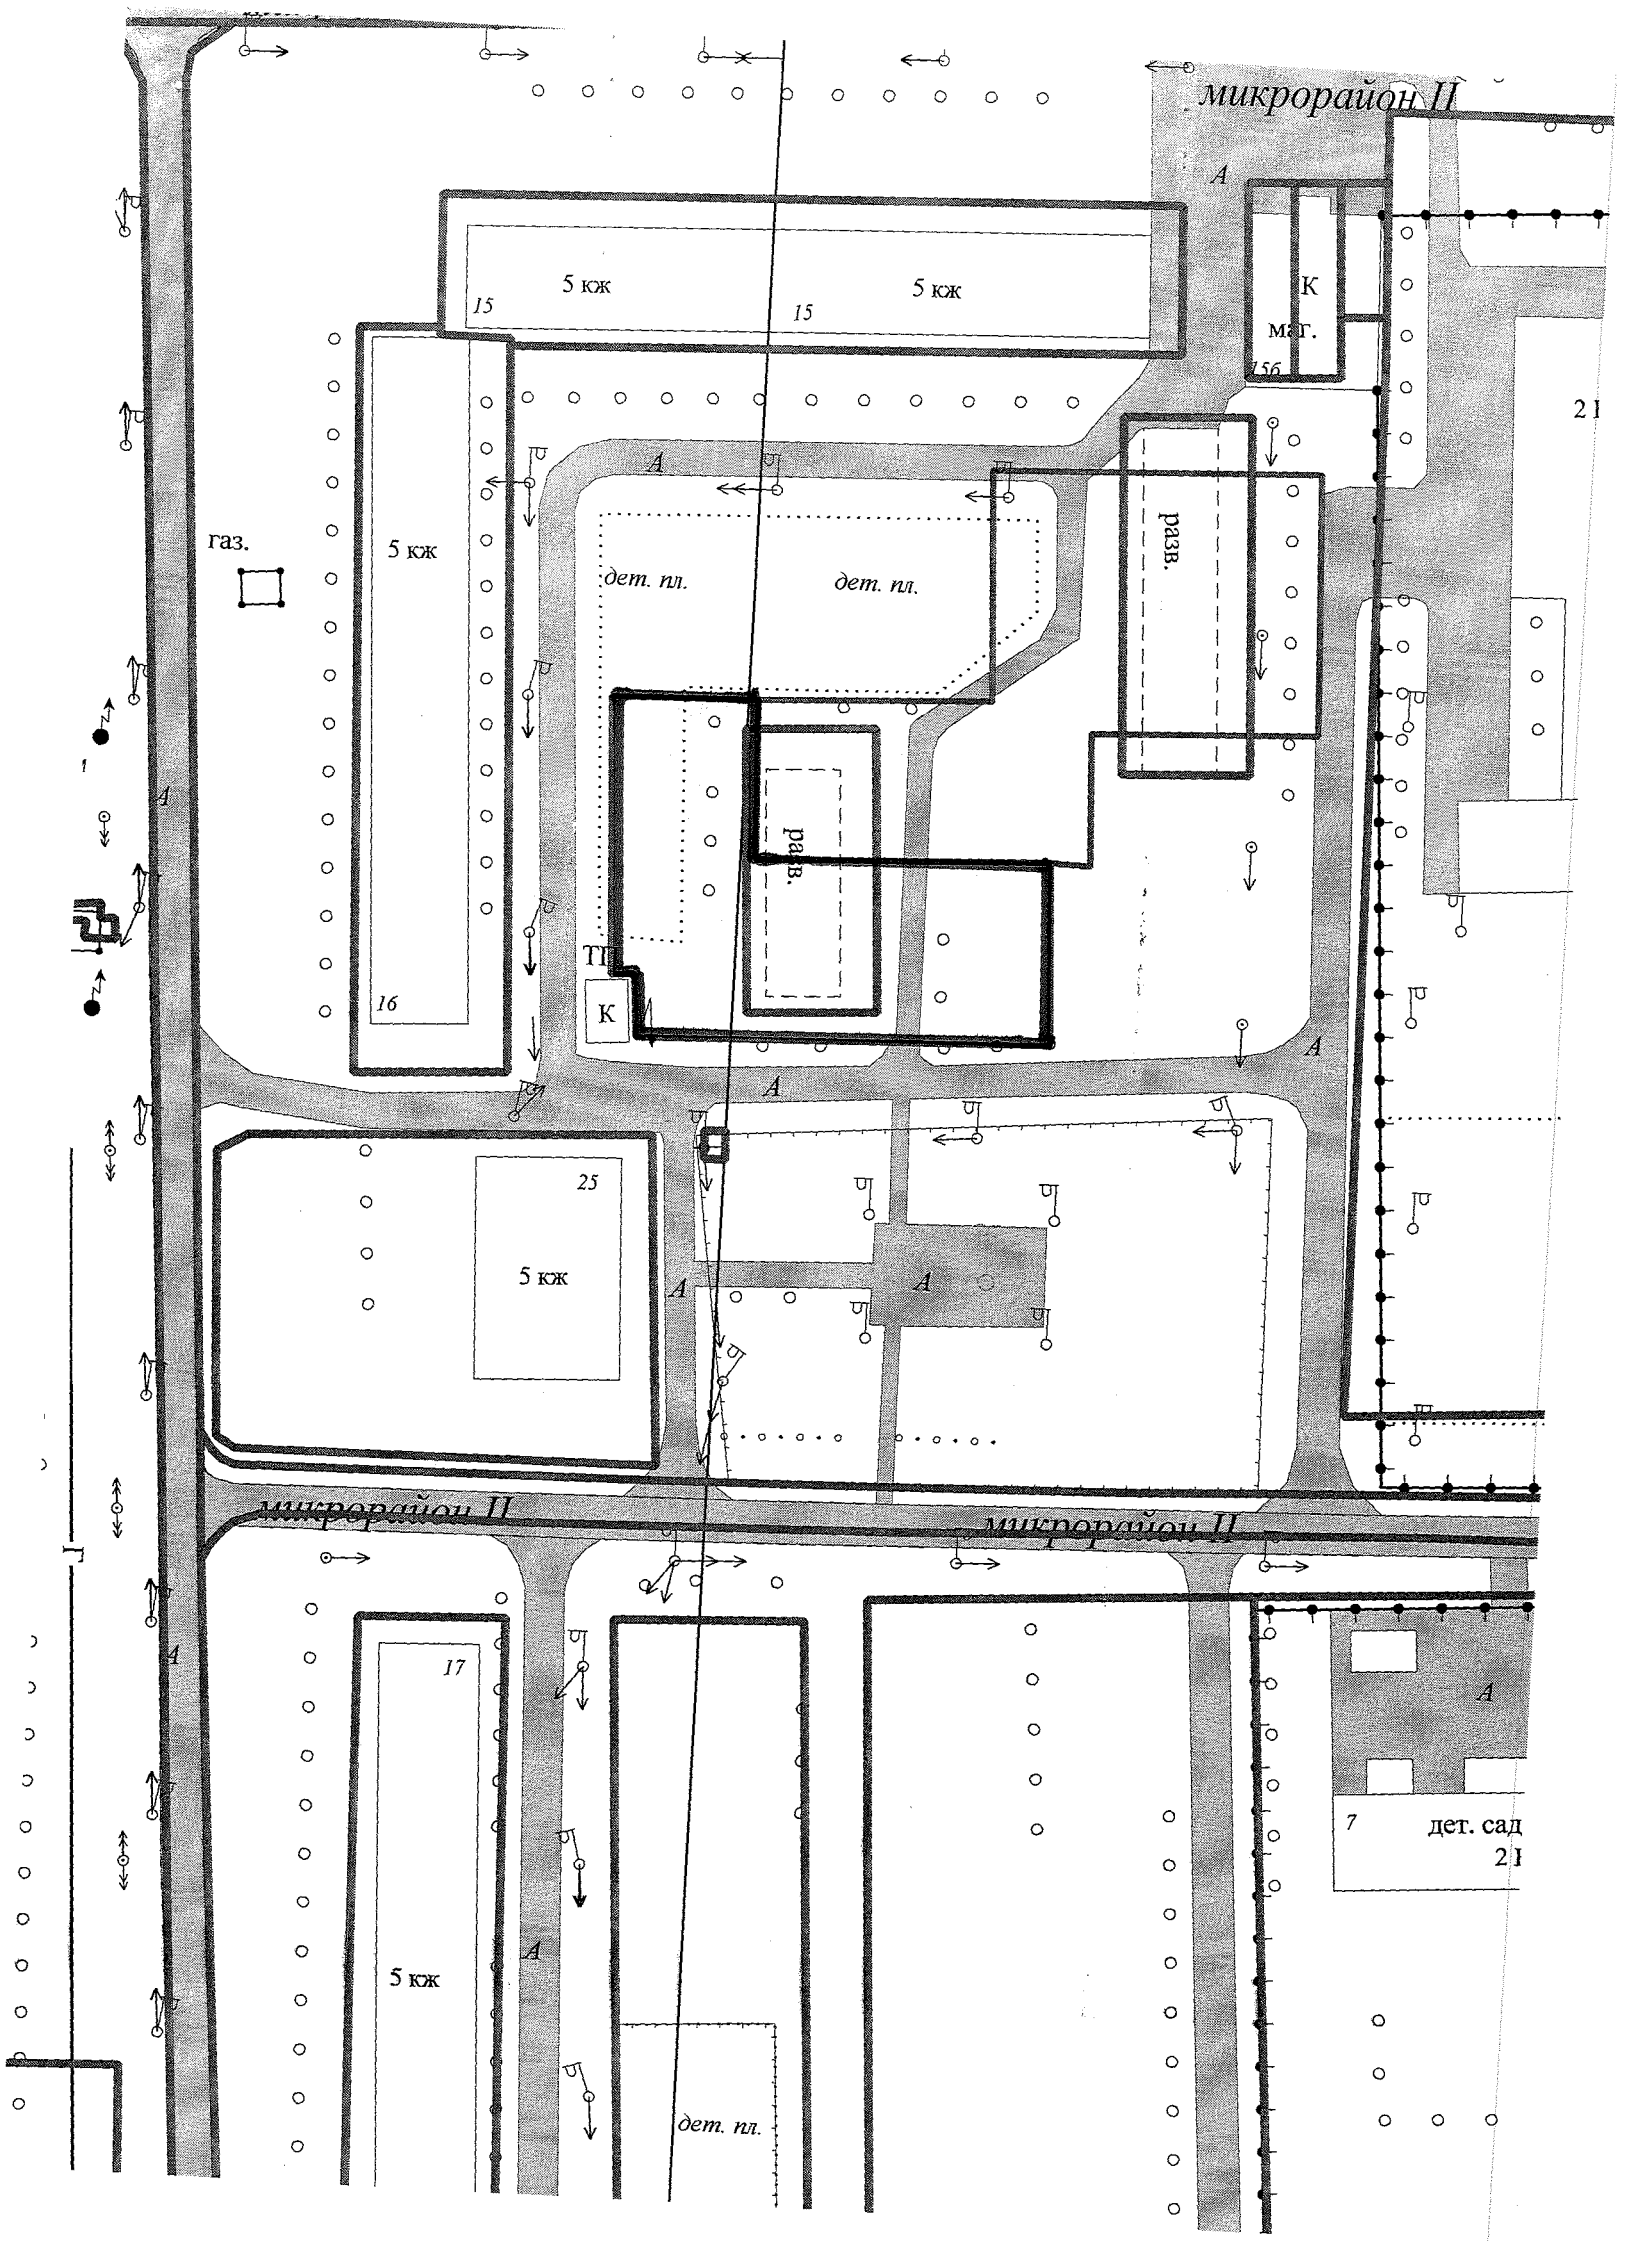 микрорайон II
А
5 кж
5 кж
К
15
15
маг.
15б
2
А
разв.
газ.
5 кж
дет. пл.
дет. пл.
1
А
разв.
ТП
16
К
А
А
25
5 кж
А
А
микрорайон II
микрорайон II
Г
А
17
А
7
дет. сад
2
А
5 кж
дет. пл.